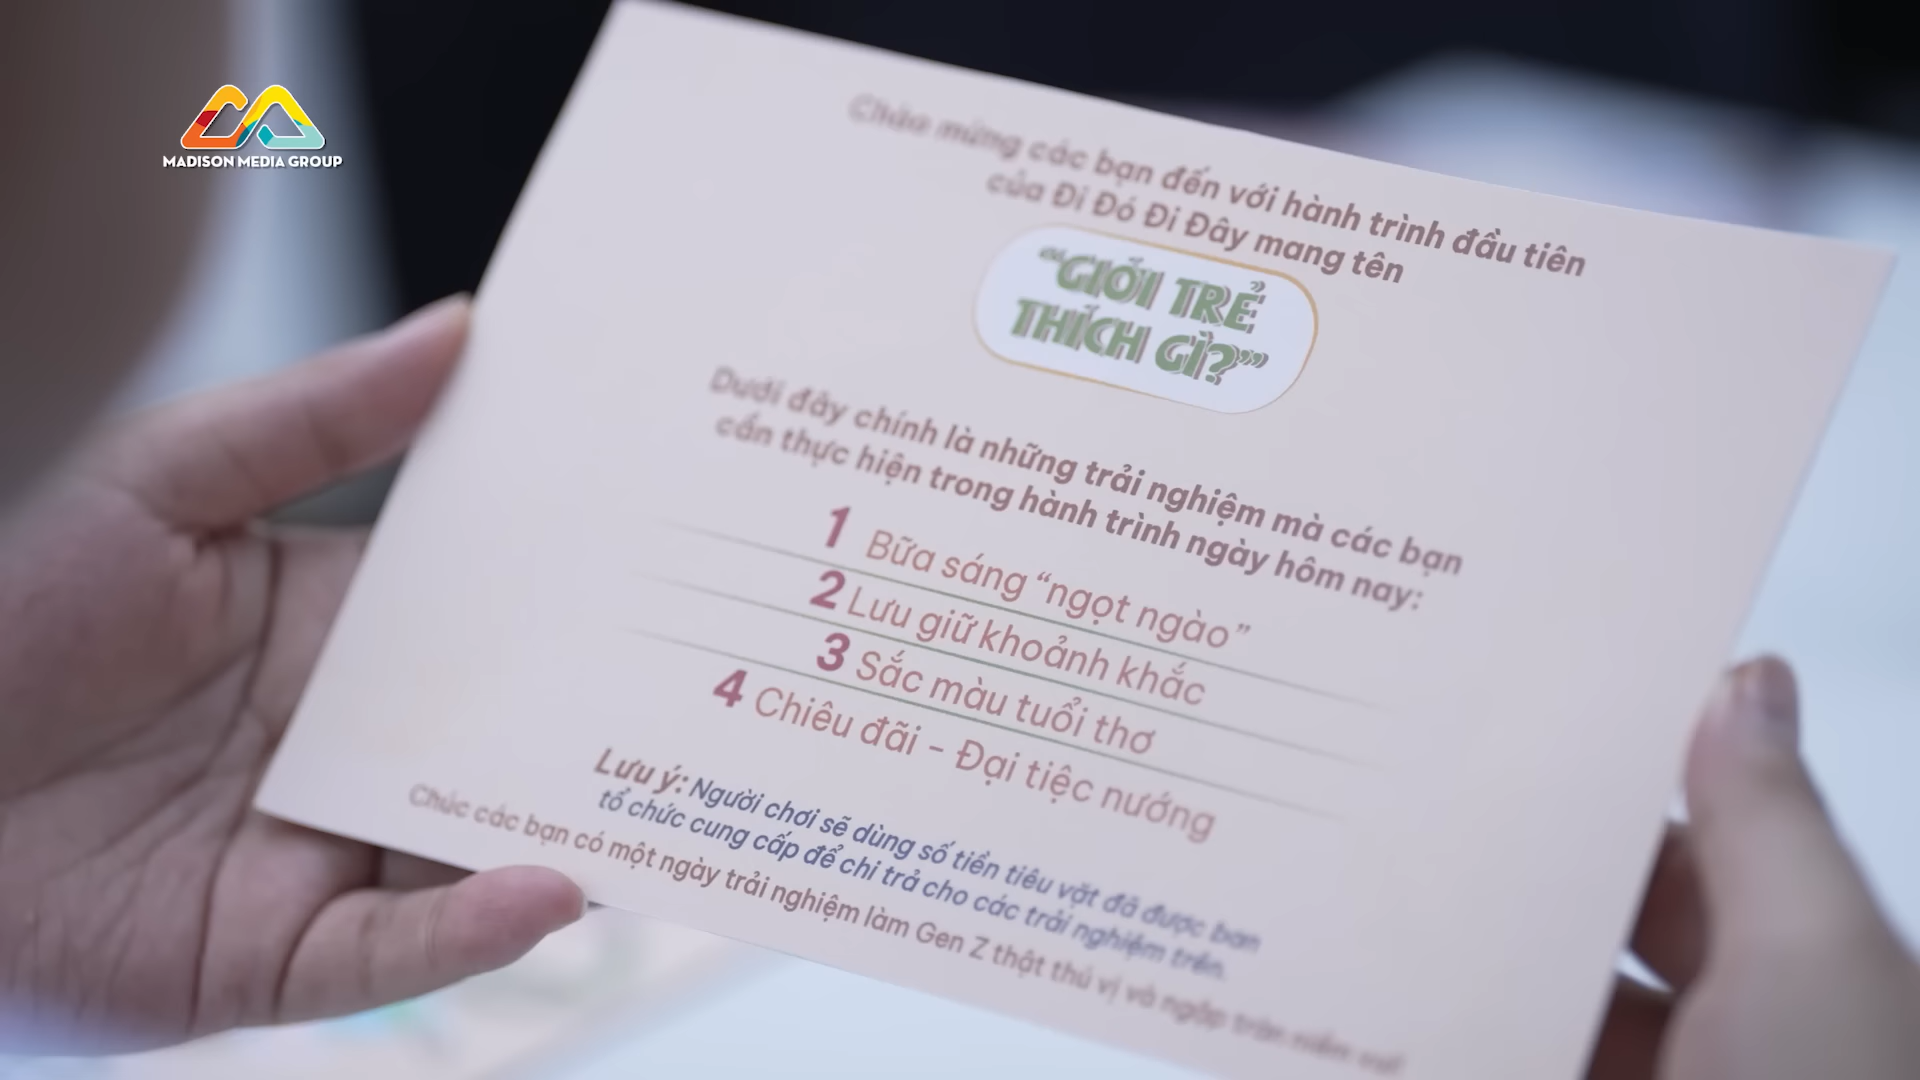 MADISON MEDIA GROUP
Chào mừng các bạn đến với hành trình đầu tiên
của Đi Đó Đi Đây mang tên
"GIỚI TRẺ
THÍCH GÌ?"
Dưới đây chính là những trải nghiệm mà các bạn
cần thực hiện trong hành trình ngày hôm nay:
1 Bữa sáng "ngọt ngào"
2 Lưu giữ khoảnh khắc
3 Sắc màu tuổi thơ
4 Chiêu đãi - Đại tiệc nướng
Lưu ý: Người chơi sẽ dùng số tiền tiêu vặt đã được ban
tổ chức cung cấp để chi trả cho các trải nghiệm trên.
Chúc các bạn có một ngày trải nghiệm làm Gen Z thật thú vị và ngập tràn niềm vui!